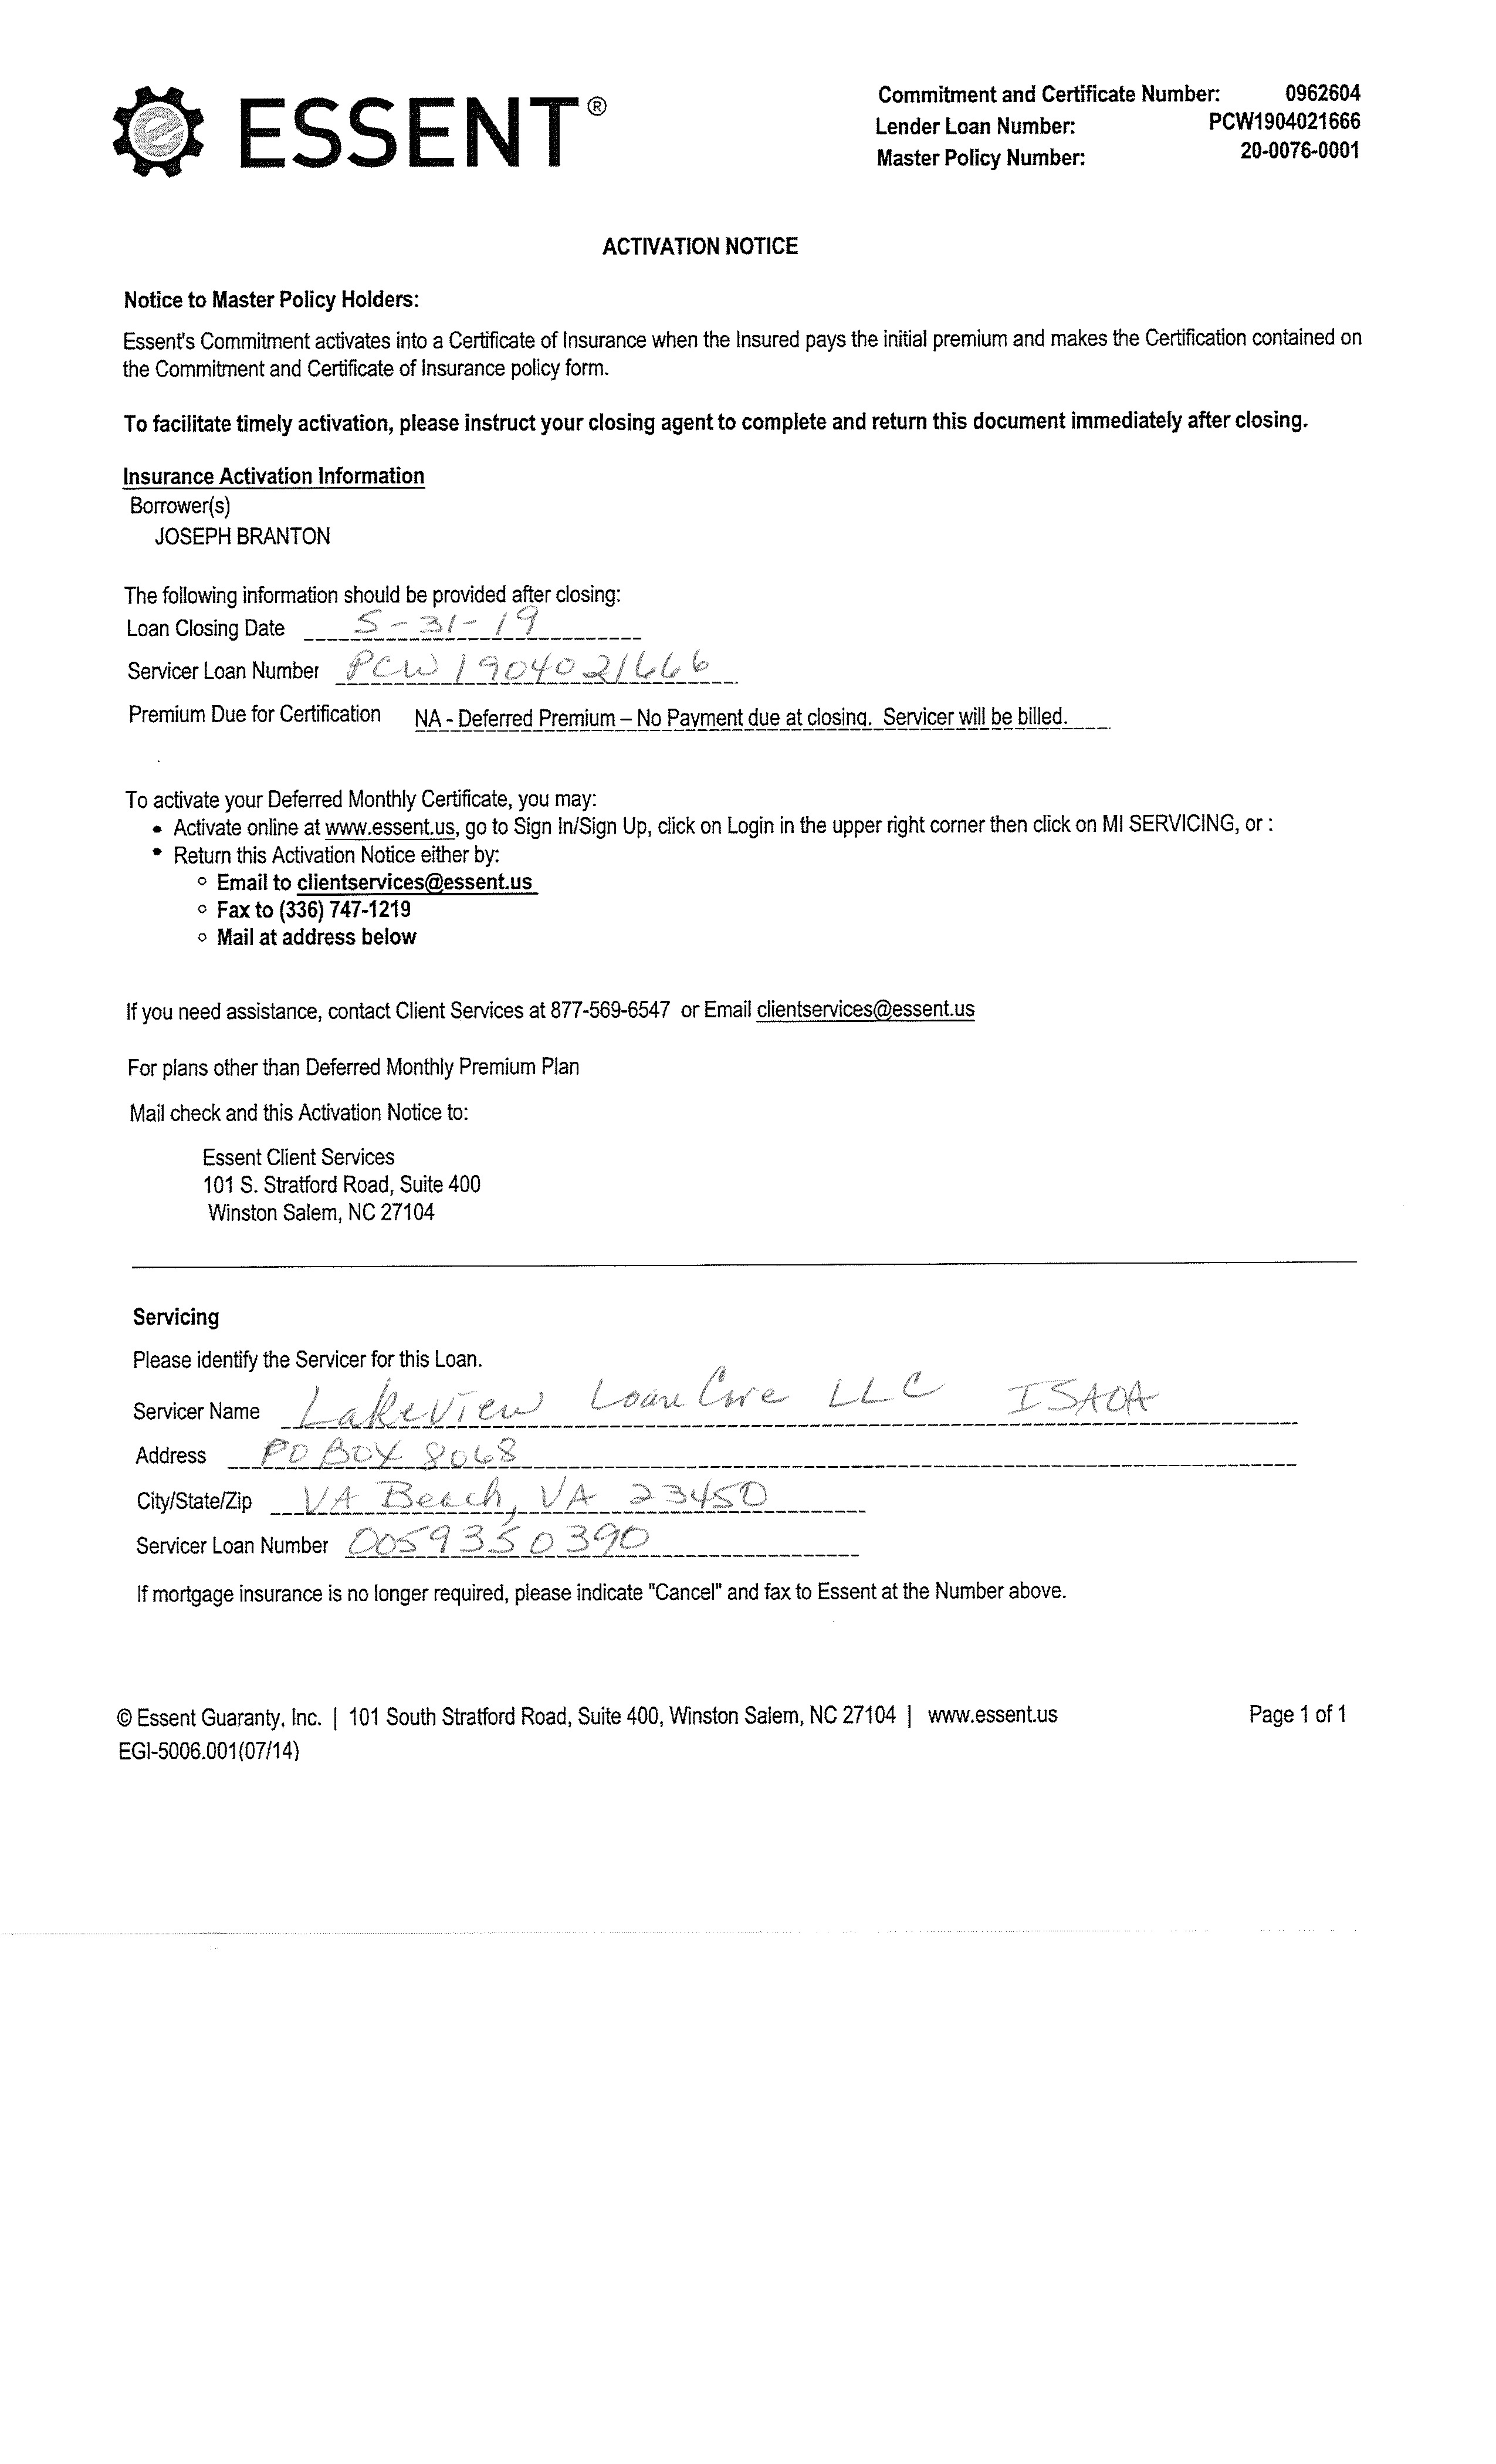 ESSENT®
Commitment and Certificate Number: 0962604
Lender Loan Number: PCW1904021666
Master Policy Number: 20-0076-0001
ACTIVATION NOTICE
Notice to Master Policy Holders:
Essent's Commitment activates into a Certificate of Insurance when the Insured pays the initial premium and makes the Certification contained on
the Commitment and Certificate of Insurance policy form.
To facilitate timely activation, please instruct your closing agent to complete and return this document immediately after closing.
Insurance Activation Information
Borrower(s)
JOSEPH BRANTON
The following information should be provided after closing:
Loan Closing Date 5-31-19
Servicer Loan Number PCW1904021666
Premium Due for Certification NA - Deferred Premium – No Payment due at closing. Servicer will be billed.
To activate your Deferred Monthly Certificate, you may:
• Activate online at www.essent.us, go to Sign In/Sign Up, click on Login in the upper right corner then click on MI SERVICING, or :
• Return this Activation Notice either by:
○ Email to clientservices@essent.us
○ Fax to (336) 747-1219
○ Mail at address below
If you need assistance, contact Client Services at 877-569-6547 or Email clientservices@essent.us
For plans other than Deferred Monthly Premium Plan
Mail check and this Activation Notice to:
Essent Client Services
101 S. Stratford Road, Suite 400
Winston Salem, NC 27104
Servicing
Please identify the Servicer for this Loan.
Servicer Name Lakeview Loan Care LLC ISAOA
Address PO BOX 8068
City/State/Zip VA Beach, VA 23450
Servicer Loan Number 0059350390
If mortgage insurance is no longer required, please indicate "Cancel" and fax to Essent at the Number above.
© Essent Guaranty, Inc. | 101 South Stratford Road, Suite 400, Winston Salem, NC 27104 | www.essent.us Page 1 of 1
EGI-5006.001(07/14)